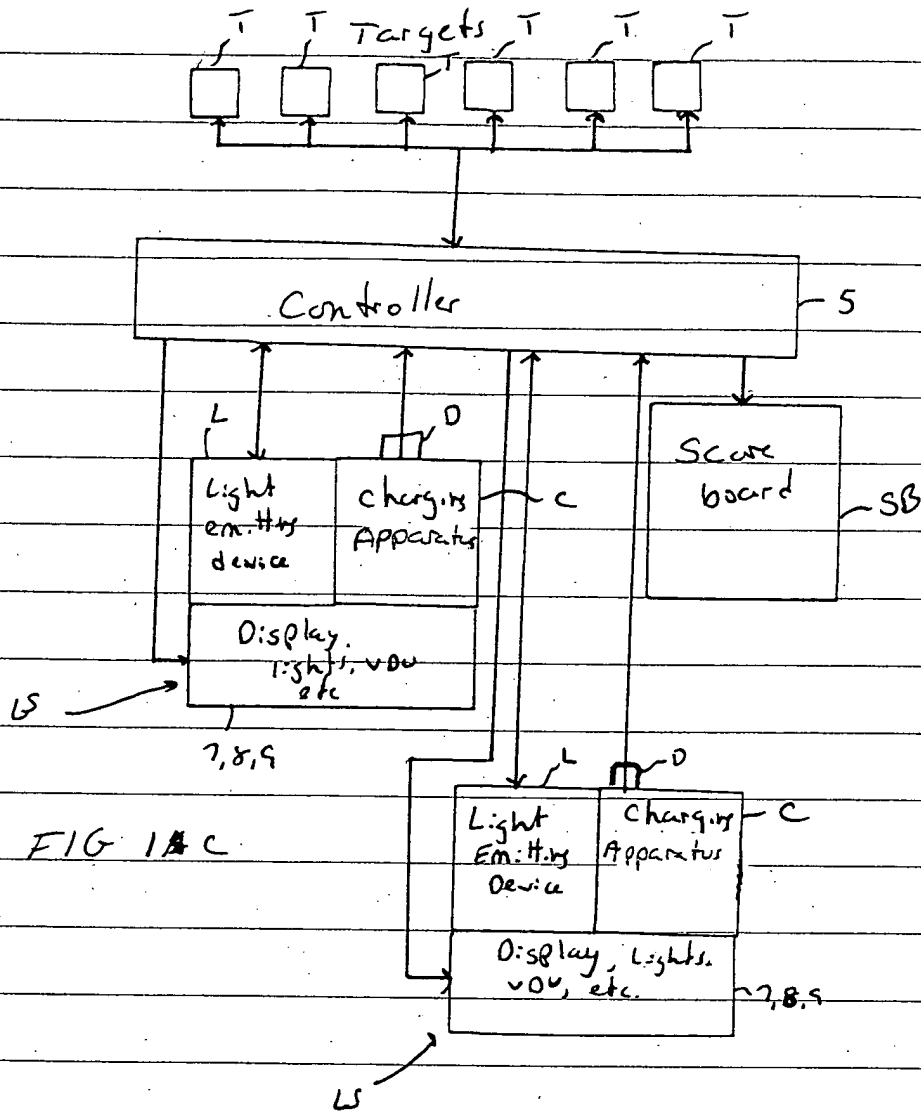 Targets
T T T T T T
Controller
5
L
D
Light
emitting
device
Charging
Apparatus
C
Score
board
SB
Display,
lights, VDU
etc
LS
7,8,9
L
D
Light
Emitting
Device
Charging
Apparatus
C
Display, Lights,
VDU, etc.
7,8,9
LS
FIG 1 C